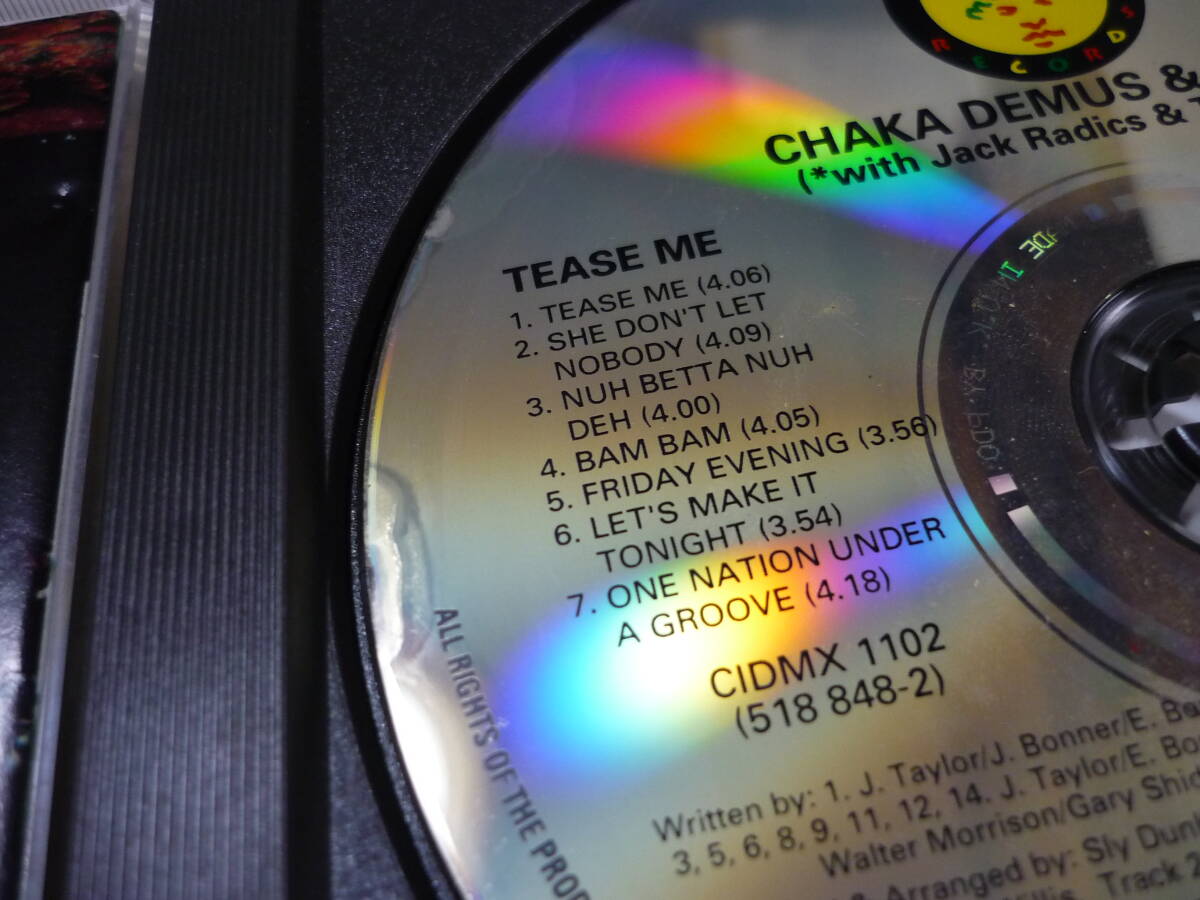 RECORDS
CHAKA DEMUS &
(*with Jack Radics &
TEASE ME
1. TEASE ME (4.06)
2. SHE DON'T LET
NOBODY (4.09)
3. NUH BETTA NUH
DEH (4.00)
4. BAM BAM (4.05)
5. FRIDAY EVENING (3.56)
6. LET'S MAKE IT
TONIGHT (3.54)
7. ONE NATION UNDER
A GROOVE (4.18)
CIDMX 1102
(518 848-2)
Written by: 1. J. Taylor/J. Bonner/E.
3, 5, 6, 8, 9, 11, 12, 14. J. Taylor/E.
Walter Morrison/Gary
Arranged by: Sly
Track 2
ALL RIGHTS OF THE